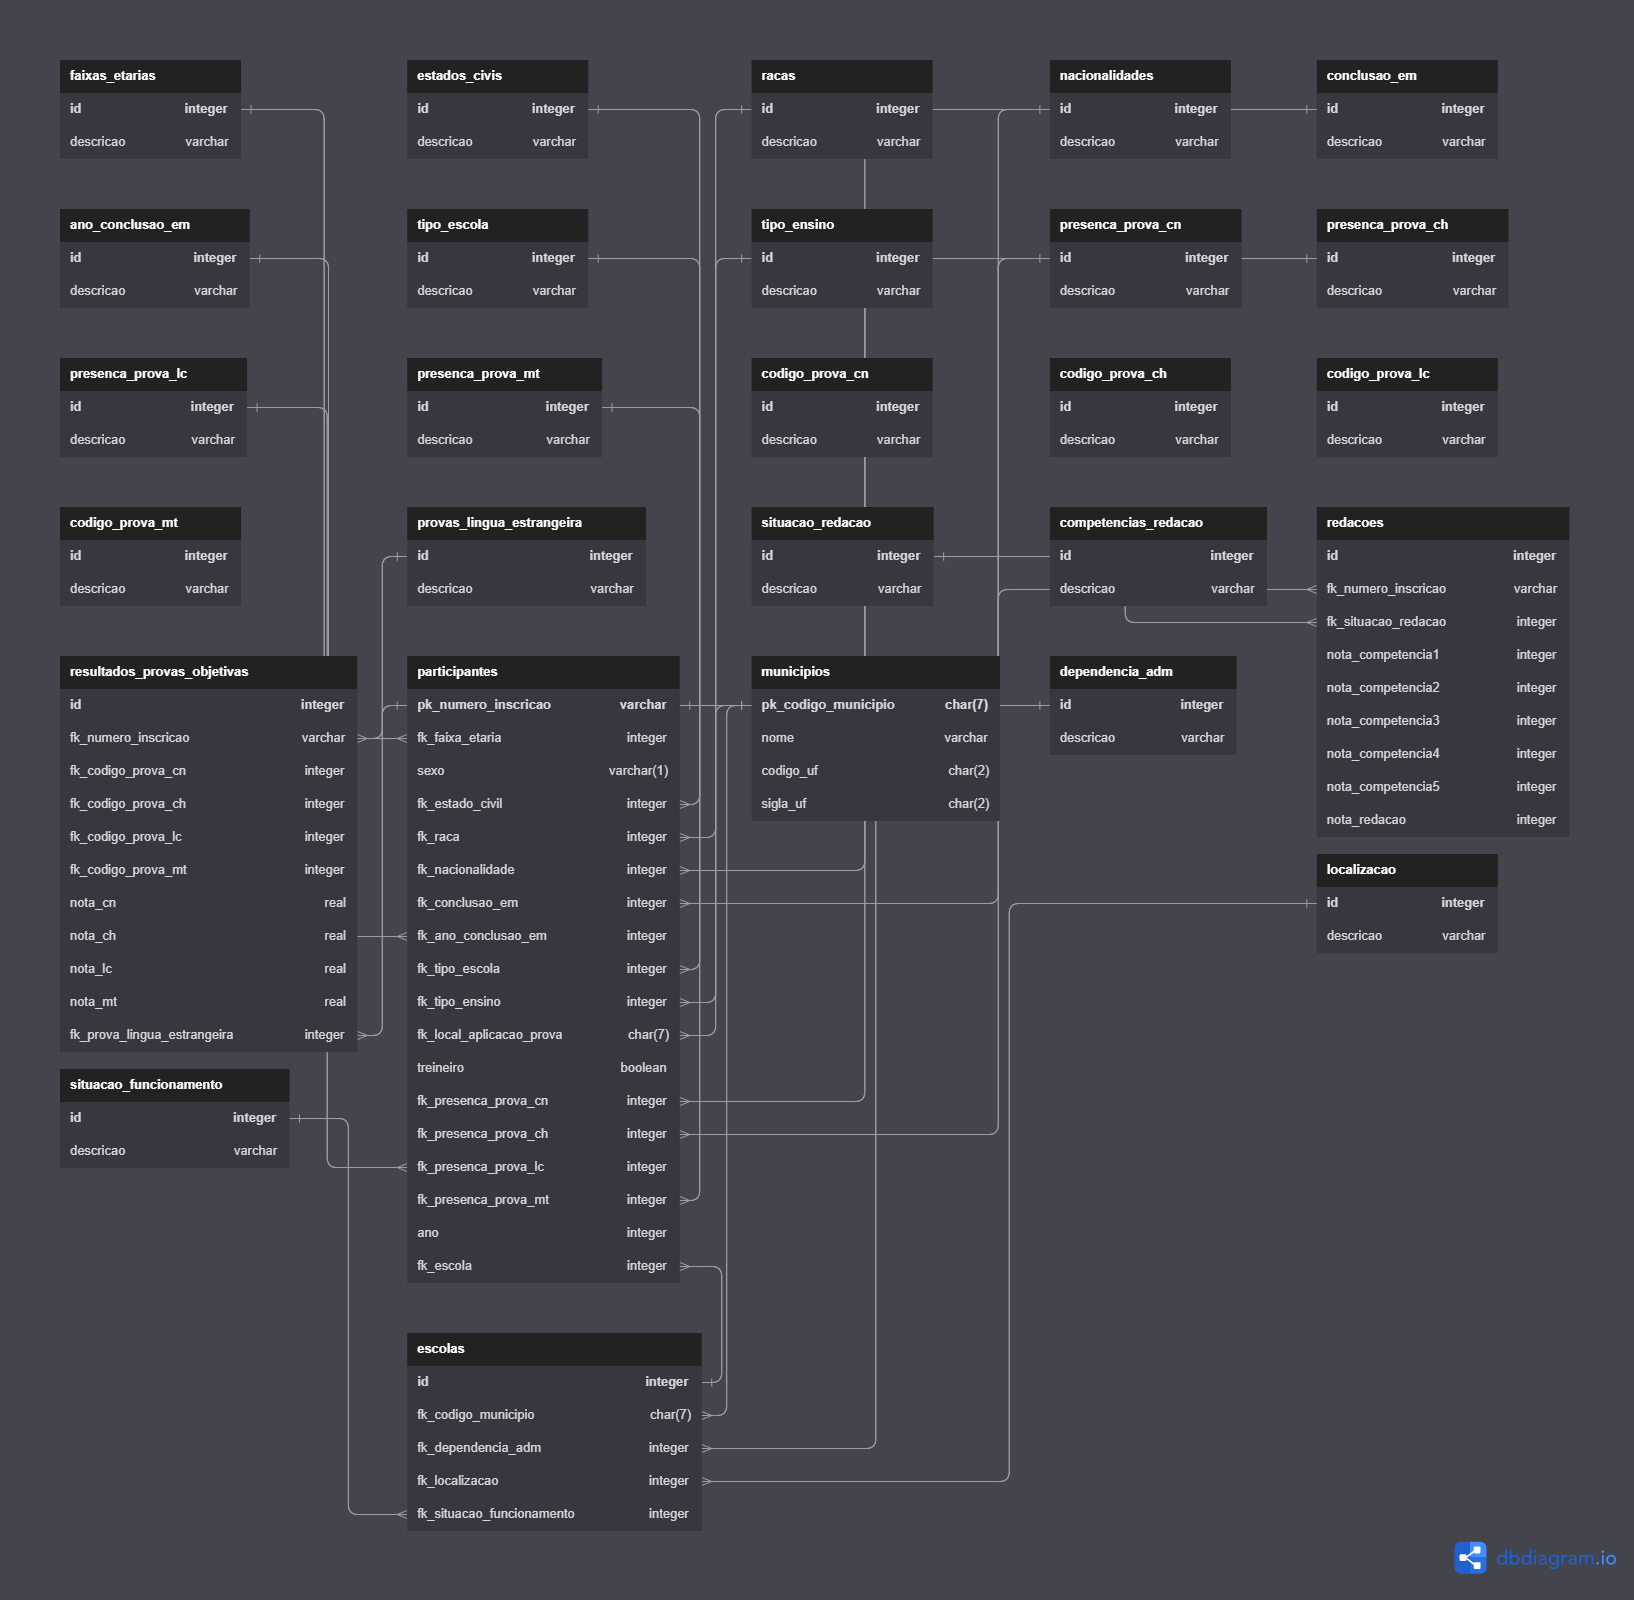 faixas_etarias
id integer
descricao varchar
estados_civis
id integer
descricao varchar
racas
id integer
descricao varchar
nacionalidades
id integer
descricao varchar
conclusao_em
id integer
descricao varchar
ano_conclusao_em
id integer
descricao varchar
tipo_escola
id integer
descricao varchar
tipo_ensino
id integer
descricao varchar
presenca_prova_cn
id integer
descricao varchar
presenca_prova_ch
id integer
descricao varchar
presenca_prova_lc
id integer
descricao varchar
presenca_prova_mt
id integer
descricao varchar
codigo_prova_cn
id integer
descricao varchar
codigo_prova_ch
id integer
descricao varchar
codigo_prova_lc
id integer
descricao varchar
codigo_prova_mt
id integer
descricao varchar
provas_lingua_estrangeira
id integer
descricao varchar
situacao_redacao
id integer
descricao varchar
competencias_redacao
id integer
descricao varchar
redacoes
id integer
fk_numero_inscricao varchar
fk_situacao_redacao integer
nota_competencia1 integer
nota_competencia2 integer
nota_competencia3 integer
nota_competencia4 integer
nota_competencia5 integer
nota_redacao integer
resultados_provas_objetivas
id integer
fk_numero_inscricao varchar
fk_codigo_prova_cn integer
fk_codigo_prova_ch integer
fk_codigo_prova_lc integer
fk_codigo_prova_mt integer
nota_cn real
nota_ch real
nota_lc real
nota_mt real
fk_prova_lingua_estrangeira integer
participantes
pk_numero_inscricao varchar
fk_faixa_etaria integer
sexo varchar(1)
fk_estado_civil integer
fk_raca integer
fk_nacionalidade integer
fk_conclusao_em integer
fk_ano_conclusao_em integer
fk_tipo_escola integer
fk_tipo_ensino integer
fk_local_aplicacao_prova char(7)
treineiro boolean
fk_presenca_prova_cn integer
fk_presenca_prova_ch integer
fk_presenca_prova_lc integer
fk_presenca_prova_mt integer
ano integer
fk_escola integer
municipios
pk_codigo_municipio char(7)
nome varchar
codigo_uf char(2)
sigla_uf char(2)
dependencia_adm
id integer
descricao varchar
localizacao
id integer
descricao varchar
situacao_funcionamento
id integer
descricao varchar
escolas
id integer
fk_codigo_municipio char(7)
fk_dependencia_adm integer
fk_localizacao integer
fk_situacao_funcionamento integer
dbdiagram.io